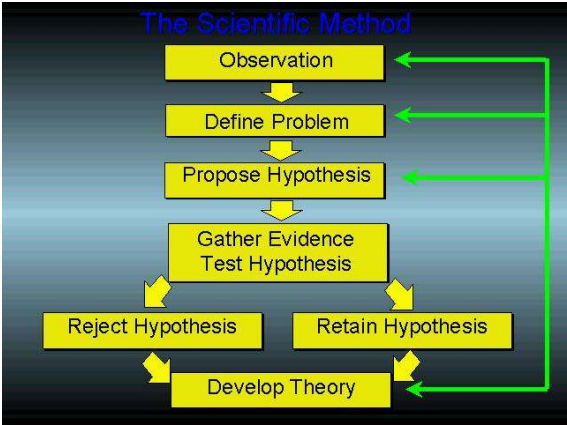 The Scientific Method
Observation
Define Problem
Propose Hypothesis
Gather Evidence
Test Hypothesis
Reject Hypothesis
Retain Hypothesis
Develop Theory